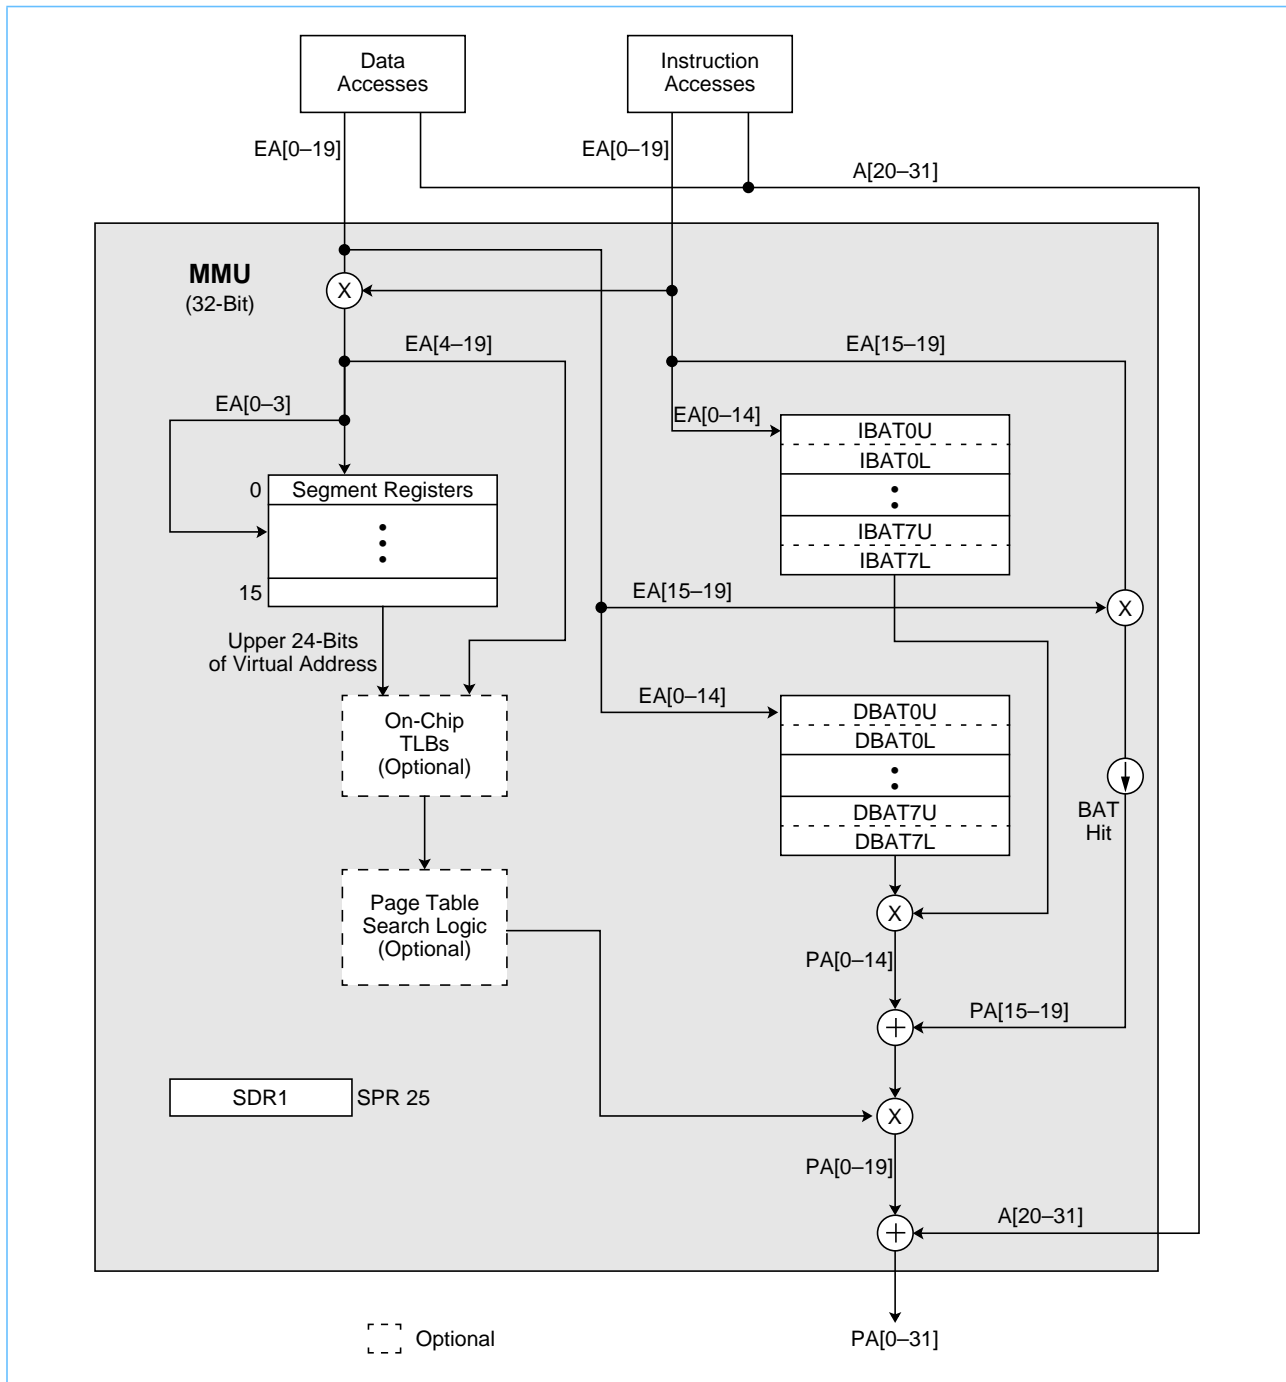 Data
Accesses
Instruction
Accesses
EA[0–19]
EA[0–19]
A[20–31]
MMU
(32-Bit)
X
EA[4–19]
EA[15–19]
EA[0–3]
EA[0–14]
IBAT0U
IBAT0L
IBAT7U
IBAT7L
0
Segment Registers
15
EA[15–19]
X
Upper 24-Bits
of Virtual Address
EA[0–14]
On-Chip
TLBs
(Optional)
DBAT0U
DBAT0L
DBAT7U
DBAT7L
BAT
Hit
Page Table
Search Logic
(Optional)
X
PA[0–14]
PA[15–19]
+
SDR1
SPR 25
X
PA[0–19]
A[20–31]
+
Optional
PA[0–31]